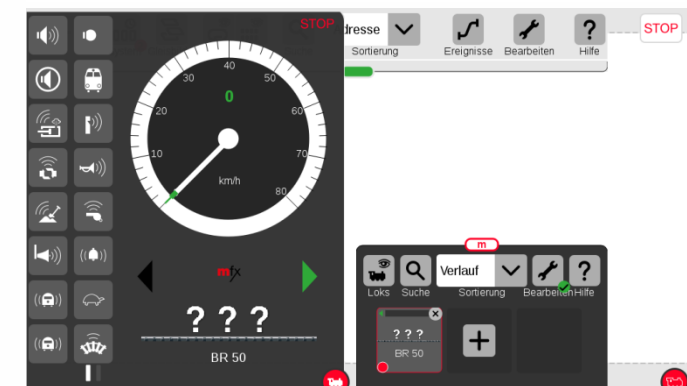 STOP
40
30
50
0
20
60
10
70
km/h
80
mfx
? ? ?
BR 50
dresse
Sortierung
Ereignisse
Bearbeiten
?
Hilfe
STOP
m
Loks
Suche
Verlauf
Sortierung
Bearbeiten
?
Hilfe
? ? ?
BR 50